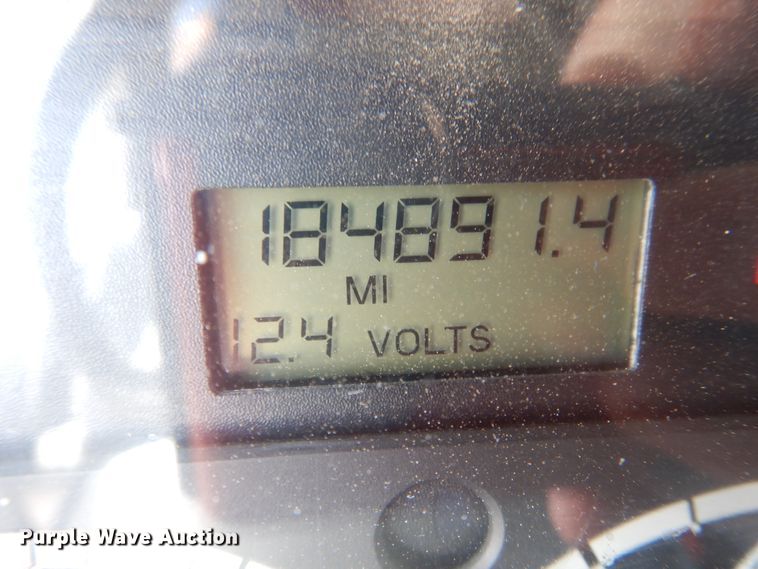 184891.4
MI
12.4 VOLTS
Purple Wave Auction